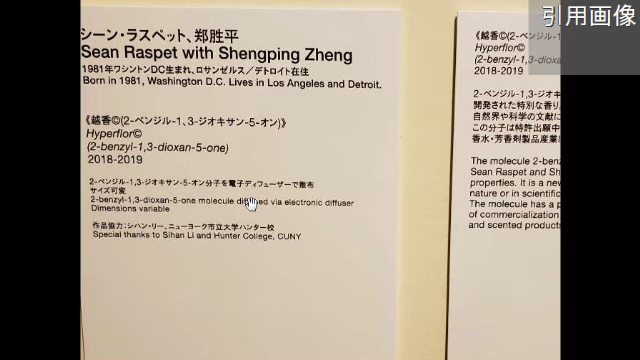 引用画像
シーン・ラスペット、郑胜平
Sean Raspet with Shengping Zheng
1981年ワシントンDC生まれ、ロサンゼルス／デトロイト在住
Born in 1981, Washington D.C. Lives in Los Angeles and Detroit.
《越香©(2-ベンジル-1、3-ジオキサン-5-オン)》
Hyperflor©
(2-benzyl-1,3-dioxan-5-one)
2018-2019
2-ベンジル-1,3-ジオキサン-5-オン分子を電子ディフューザーで撒布
サイズ可変
2-benzyl-1,3-dioxan-5-one molecule diffused via electronic diffuser
Dimensions variable
作品協力：シハン・リー、ニューヨーク市立大学ハンター校
Special thanks to Sihan Li and Hunter College, CUNY
《越香©(2-ベンジル-1
Hyperflor©
(2-benzyl-1,3-dioxa
2018-2019
2-ベンジル-1,3-ジオキ
開発された特別な香り
自然界や科学の文献に
この分子は特許出願中
香水・芳香剤製品産業
The molecule 2-benz
Sean Raspet and Sh
properties. It is a new
nature or in scientific
The molecule has a p
of commercialization
and scented products